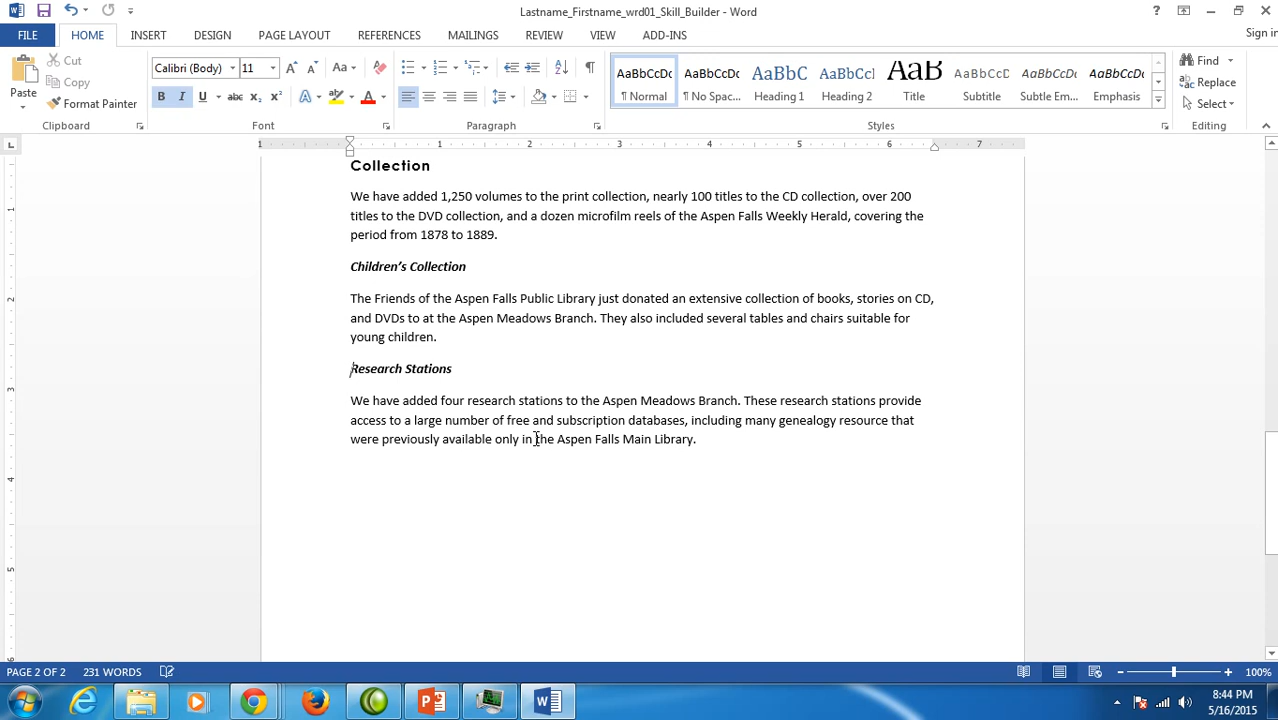 Lastname_Firstname_wrd01_Skill_Builder - Word
FILE HOME INSERT DESIGN PAGE LAYOUT REFERENCES MAILINGS REVIEW VIEW ADD-INS Sign in
Cut
Copy
Format Painter
Paste
Clipboard
Calibri (Body) 11
Font
Paragraph
AaBbCcDc AaBbCcDc AaBbC AaBbCcI AaB AaBbCcD AaBbCcDc AaBbCcDc
¶ Normal ¶ No Spac... Heading 1 Heading 2 Title Subtitle Subtle Em... Emphasis
Styles
Find
Replace
Select
Editing
1 1 2 3 4 5 6 7
Collection
We have added 1,250 volumes to the print collection, nearly 100 titles to the CD collection, over 200
titles to the DVD collection, and a dozen microfilm reels of the Aspen Falls Weekly Herald, covering the
period from 1878 to 1889.
Children’s Collection
The Friends of the Aspen Falls Public Library just donated an extensive collection of books, stories on CD,
and DVDs to at the Aspen Meadows Branch. They also included several tables and chairs suitable for
young children.
Research Stations
We have added four research stations to the Aspen Meadows Branch. These research stations provide
access to a large number of free and subscription databases, including many genealogy resource that
were previously available only in the Aspen Falls Main Library.
PAGE 2 OF 2 231 WORDS 100%
8:44 PM
5/16/2015